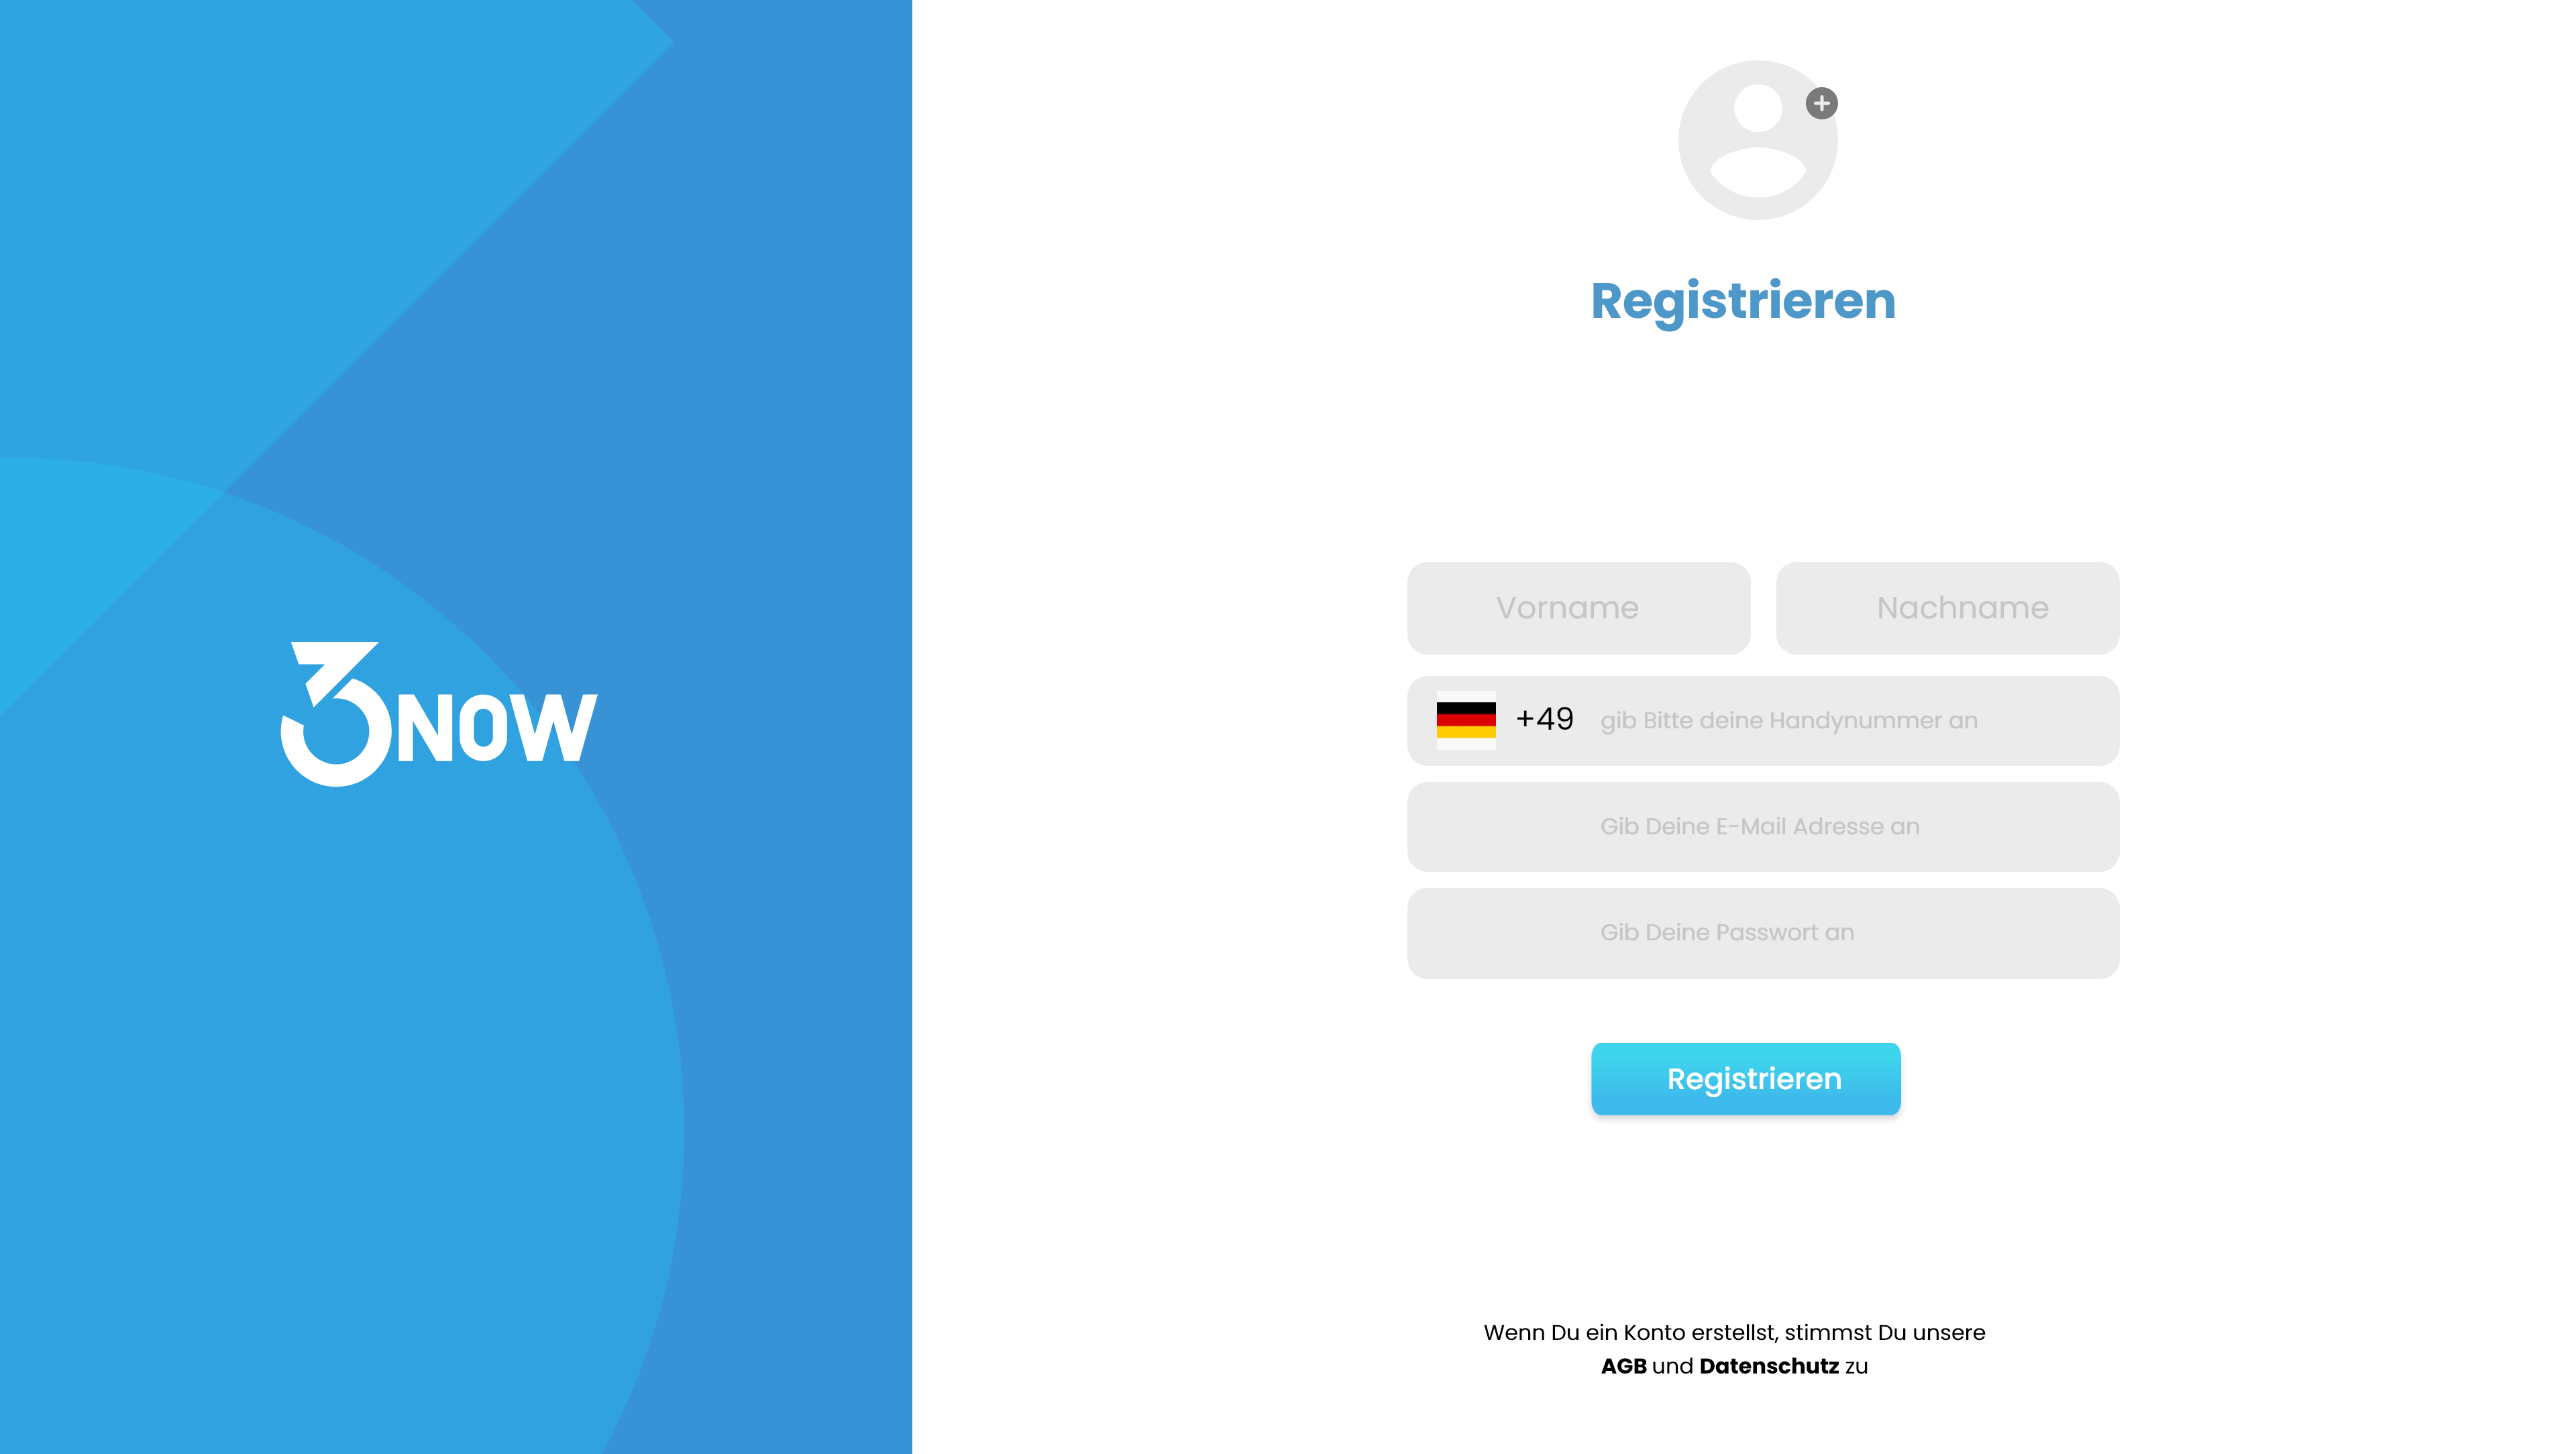 3NOW
Registrieren
Vorname
Nachname
+49 gib Bitte deine Handynummer an
Gib Deine E-Mail Adresse an
Gib Deine Passwort an
Registrieren
Wenn Du ein Konto erstellst, stimmst Du unsere
AGB und Datenschutz zu